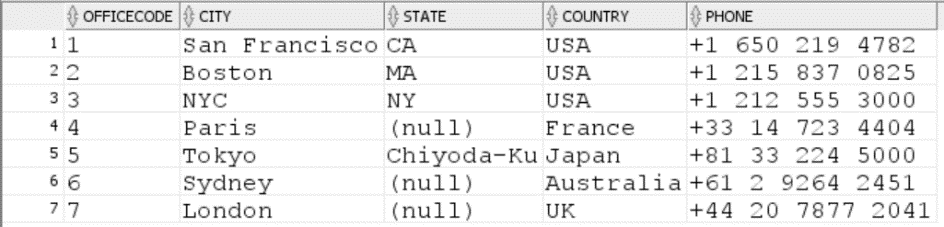 OFFICECODE CITY STATE COUNTRY PHONE
1 1 San Francisco CA USA +1 650 219 4782
2 2 Boston MA USA +1 215 837 0825
3 3 NYC NY USA +1 212 555 3000
4 4 Paris (null) France +33 14 723 4404
5 5 Tokyo Chiyoda-Ku Japan +81 33 224 5000
6 6 Sydney (null) Australia +61 2 9264 2451
7 7 London (null) UK +44 20 7877 2041